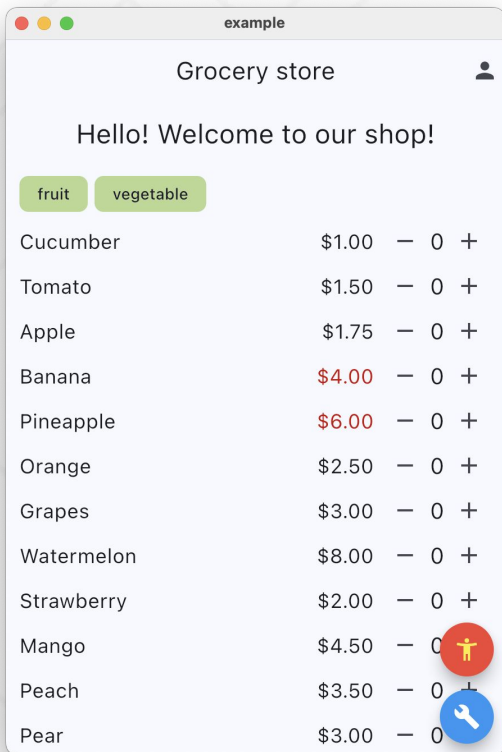 example
Grocery store
Hello! Welcome to our shop!
fruit vegetable
Cucumber $1.00 — 0 +
Tomato $1.50 — 0 +
Apple $1.75 — 0 +
Banana $4.00 — 0 +
Pineapple $6.00 — 0 +
Orange $2.50 — 0 +
Grapes $3.00 — 0 +
Watermelon $8.00 — 0 +
Strawberry $2.00 — 0 +
Mango $4.50 — 0
Peach $3.50 — 0 +
Pear $3.00 — 0